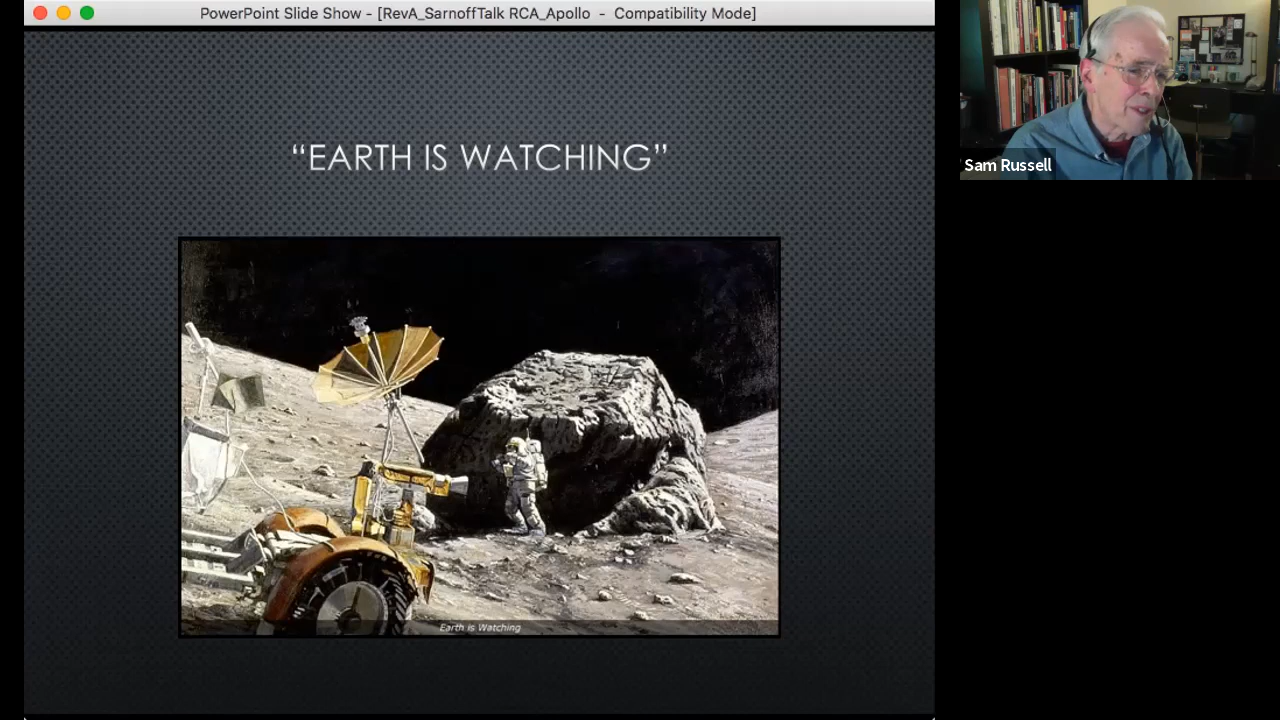 PowerPoint Slide Show - [RevA_SarnoffTalk RCA_Apollo  -  Compatibility Mode]
“EARTH IS WATCHING”
Earth is Watching
Sam Russell